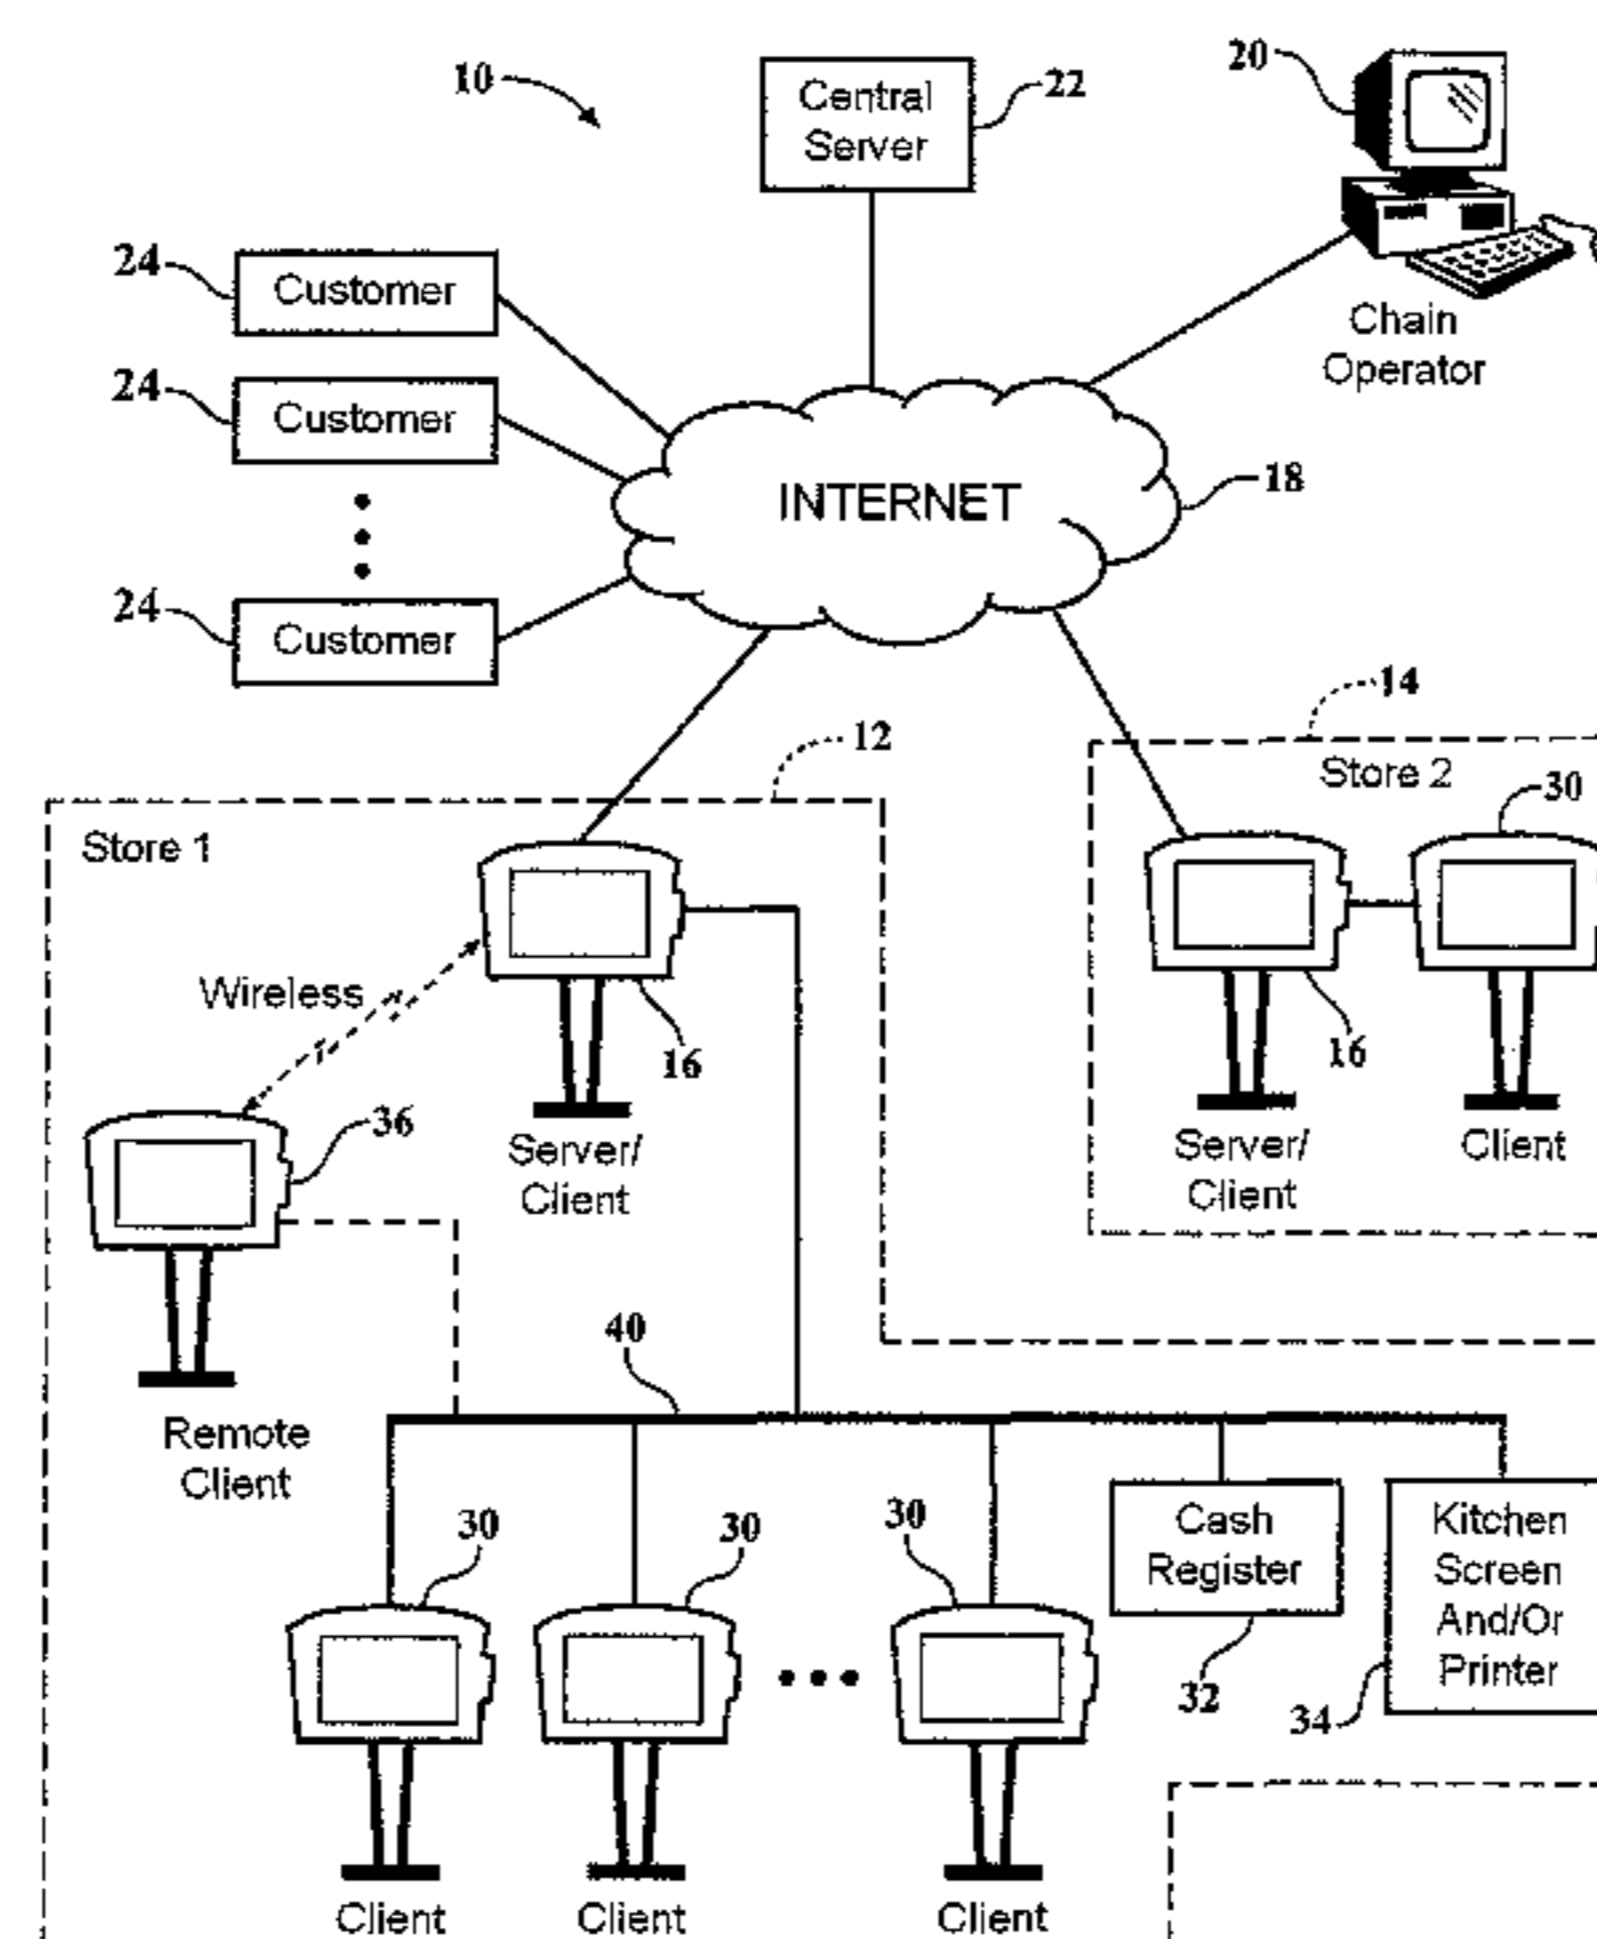 10
Central
Server
22
20
Chain
Operator
24
Customer
24
Customer
24
Customer
INTERNET
18
12
14
Store 1
Store 2
30
Wireless
16
16
36
Server/
Client
Server/
Client
Client
Remote
Client
40
30
30
30
Cash
Register
32
Kitchen
Screen
And/Or
Printer
34
Client
Client
Client